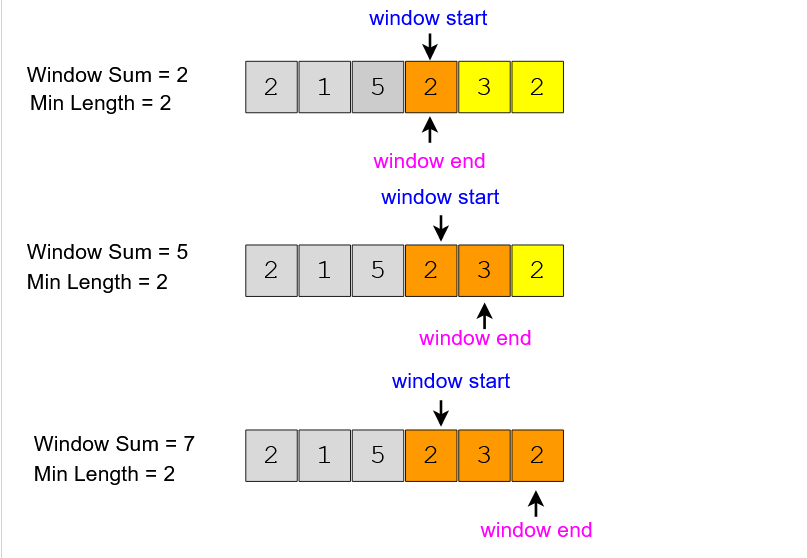 window start
Window Sum = 2
Min Length = 2
2 1 5 2 3 2
window end
window start
Window Sum = 5
Min Length = 2
2 1 5 2 3 2
window end
window start
Window Sum = 7
Min Length = 2
2 1 5 2 3 2
window end